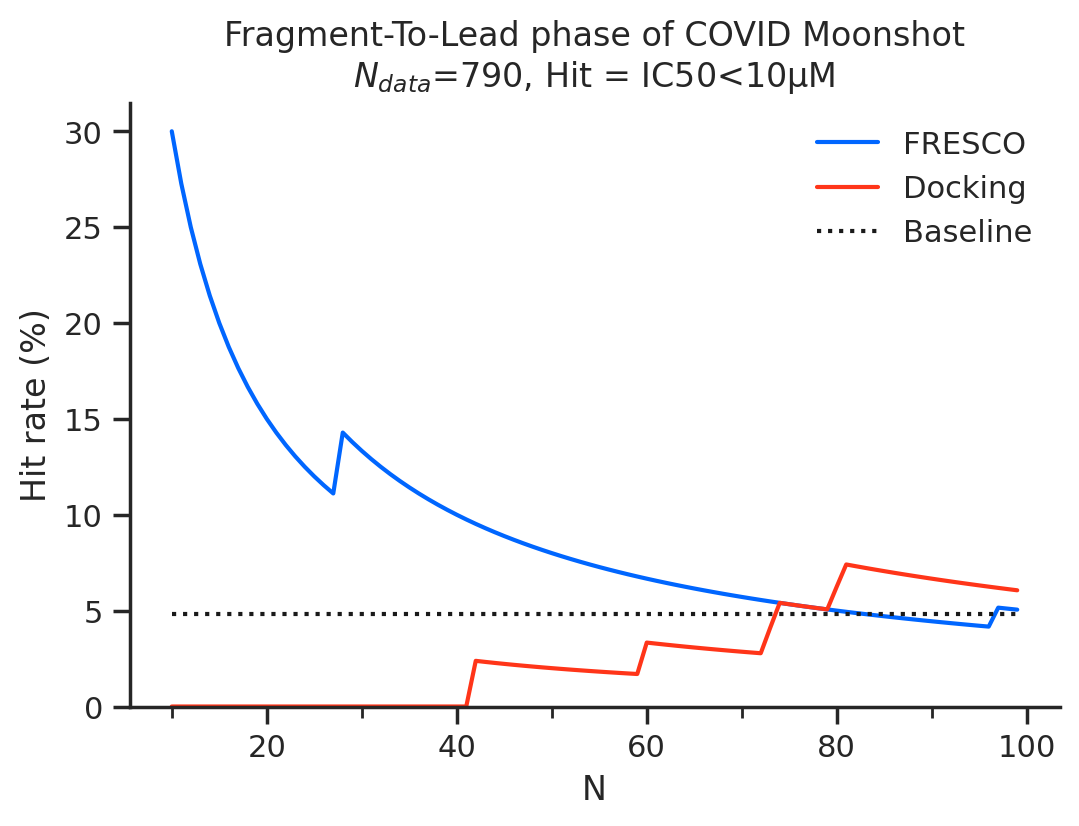 Fragment-To-Lead phase of COVID Moonshot
N_data=790, Hit = IC50<10μM
FRESCO
Docking
Baseline
Hit rate (%)
30
25
20
15
10
5
0
20 40 60 80 100
N